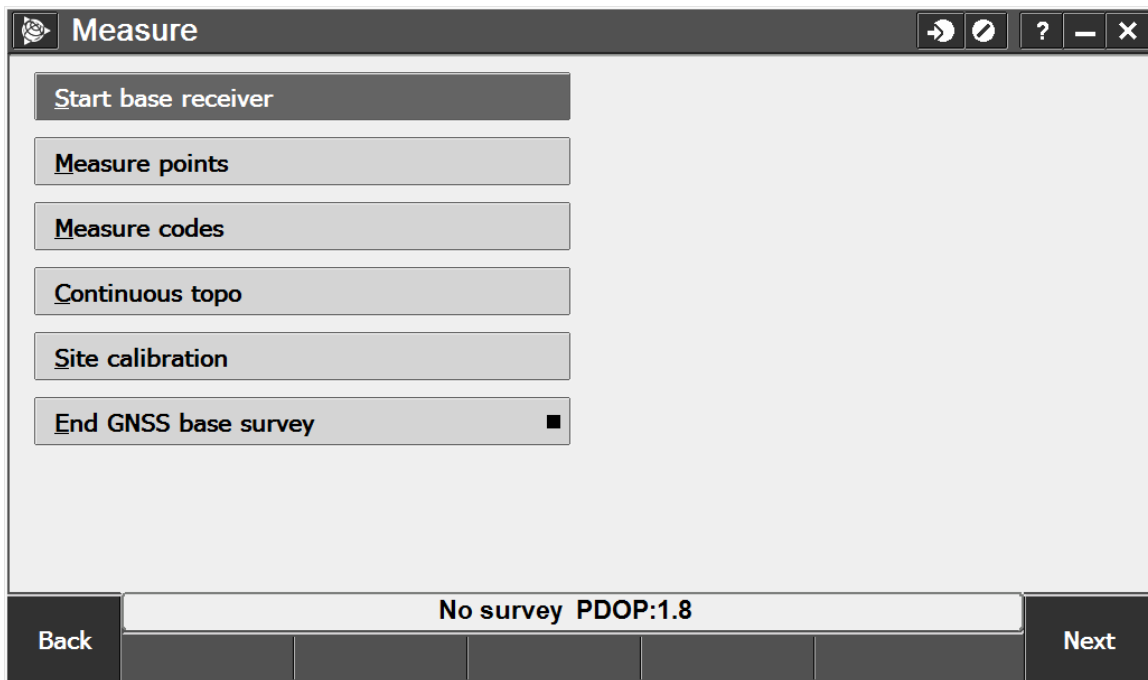 Measure
?
Start base receiver
Measure points
Measure codes
Continuous topo
Site calibration
End GNSS base survey
No survey PDOP:1.8
Back
Next